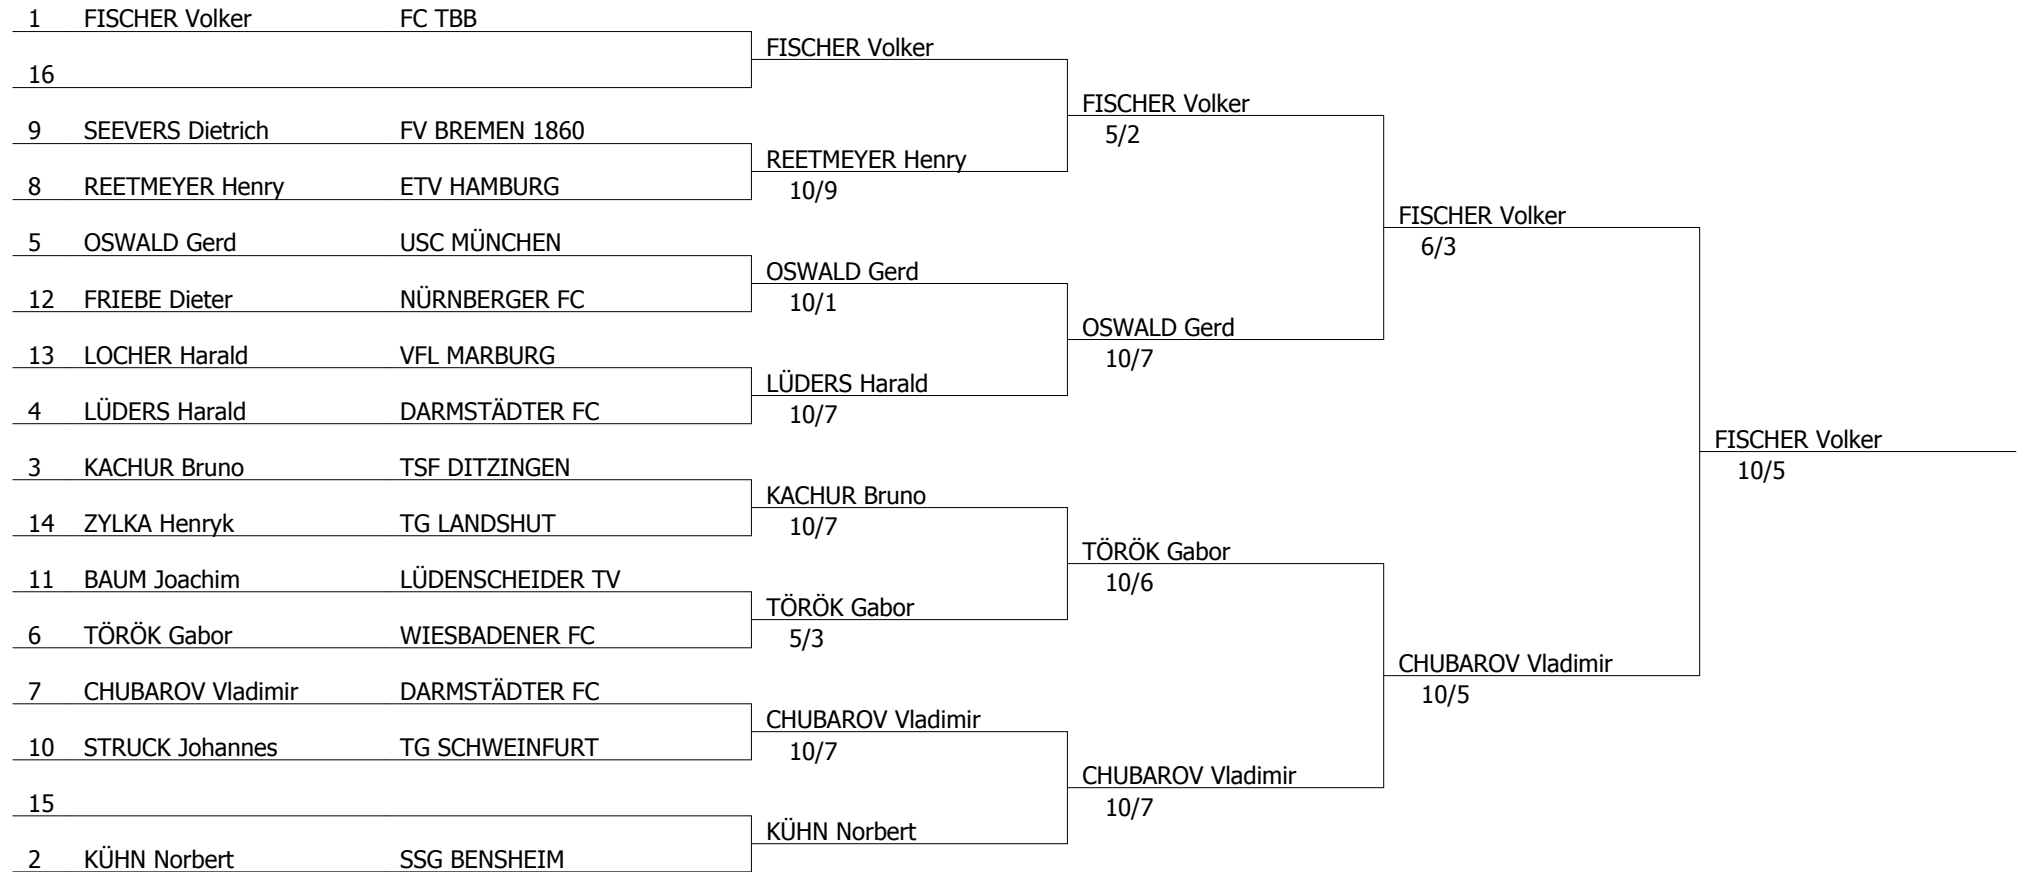 1 FISCHER Volker FC TBB
FISCHER Volker
16
FISCHER Volker
5/2
9 SEEVERS Dietrich FV BREMEN 1860
REETMEYER Henry
10/9
8 REETMEYER Henry ETV HAMBURG
FISCHER Volker
6/3
5 OSWALD Gerd USC MÜNCHEN
OSWALD Gerd
10/1
12 FRIEBE Dieter NÜRNBERGER FC
OSWALD Gerd
10/7
13 LOCHER Harald VFL MARBURG
LÜDERS Harald
10/7
4 LÜDERS Harald DARMSTÄDTER FC
FISCHER Volker
10/5
3 KACHUR Bruno TSF DITZINGEN
KACHUR Bruno
10/7
14 ZYLKA Henryk TG LANDSHUT
TÖRÖK Gabor
10/6
11 BAUM Joachim LÜDENSCHEIDER TV
TÖRÖK Gabor
5/3
6 TÖRÖK Gabor WIESBADENER FC
CHUBAROV Vladimir
10/5
7 CHUBAROV Vladimir DARMSTÄDTER FC
CHUBAROV Vladimir
10/7
10 STRUCK Johannes TG SCHWEINFURT
CHUBAROV Vladimir
10/7
15
KÜHN Norbert
2 KÜHN Norbert SSG BENSHEIM